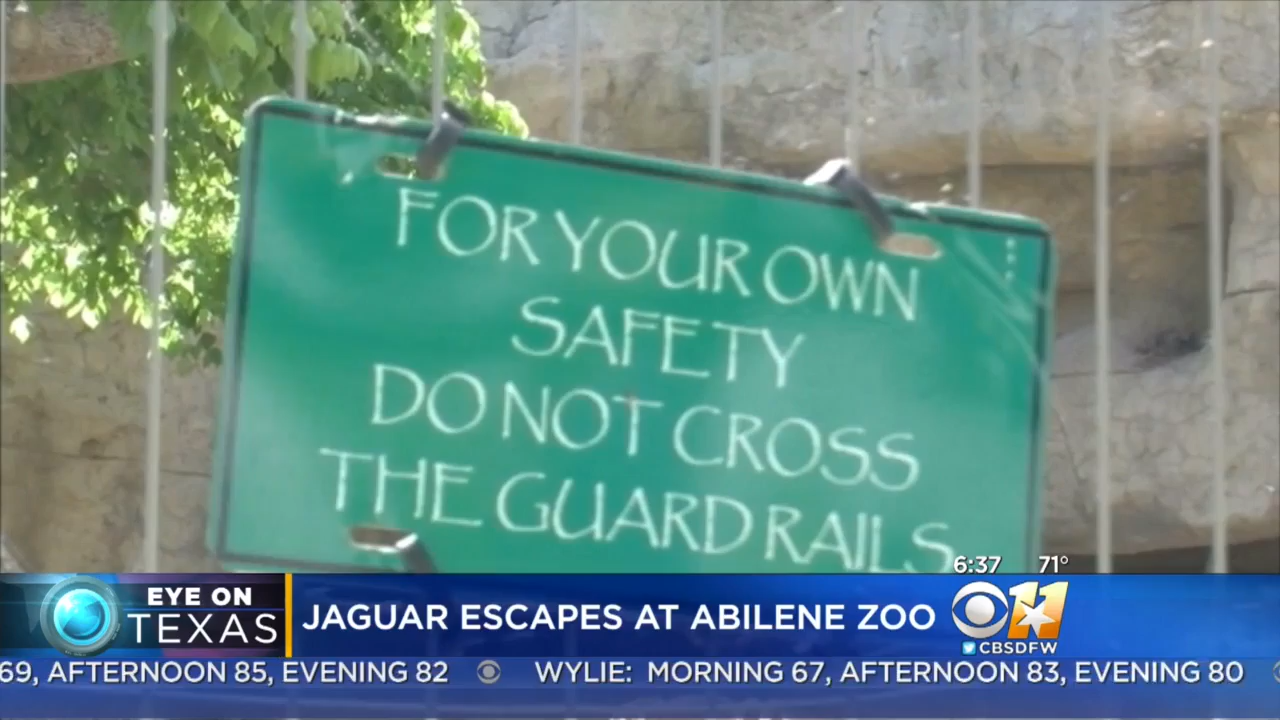 FOR YOUR OWN
SAFETY
DO NOT CROSS
THE GUARD RAILS
6:37 71°
EYE ON
TEXAS
JAGUAR ESCAPES AT ABILENE ZOO
11
CBSDFW
69, AFTERNOON 85, EVENING 82 WYLIE: MORNING 67, AFTERNOON 83, EVENING 80